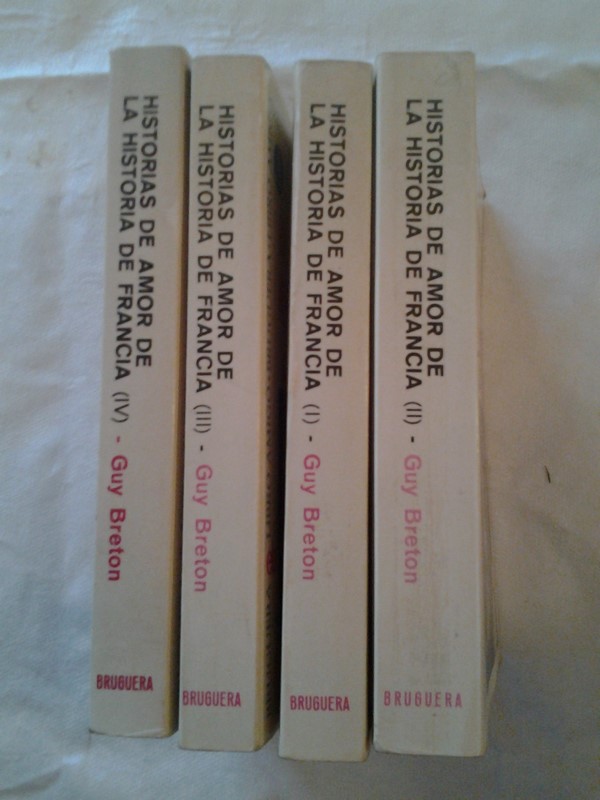 HISTORIAS DE AMOR DE
LA HISTORIA DE FRANCIA (IV) - Guy Breton
BRUGUERA
HISTORIAS DE AMOR DE
LA HISTORIA DE FRANCIA (III) - Guy Breton
BRUGUERA
HISTORIAS DE AMOR DE
LA HISTORIA DE FRANCIA (I) - Guy Breton
BRUGUERA
HISTORIAS DE AMOR DE
LA HISTORIA DE FRANCIA (II) - Guy Breton
BRUGUERA